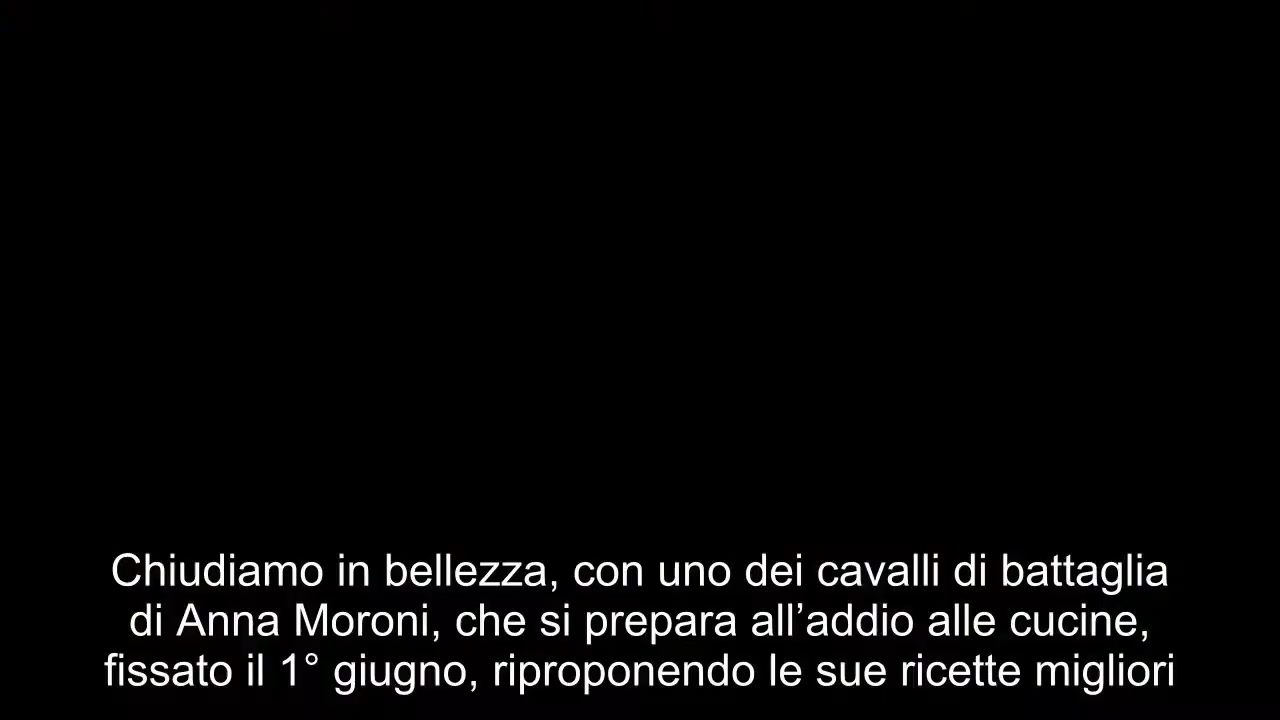 Chiudiamo in bellezza, con uno dei cavalli di battaglia
di Anna Moroni, che si prepara all’addio alle cucine,
fissato il 1° giugno, riproponendo le sue ricette migliori